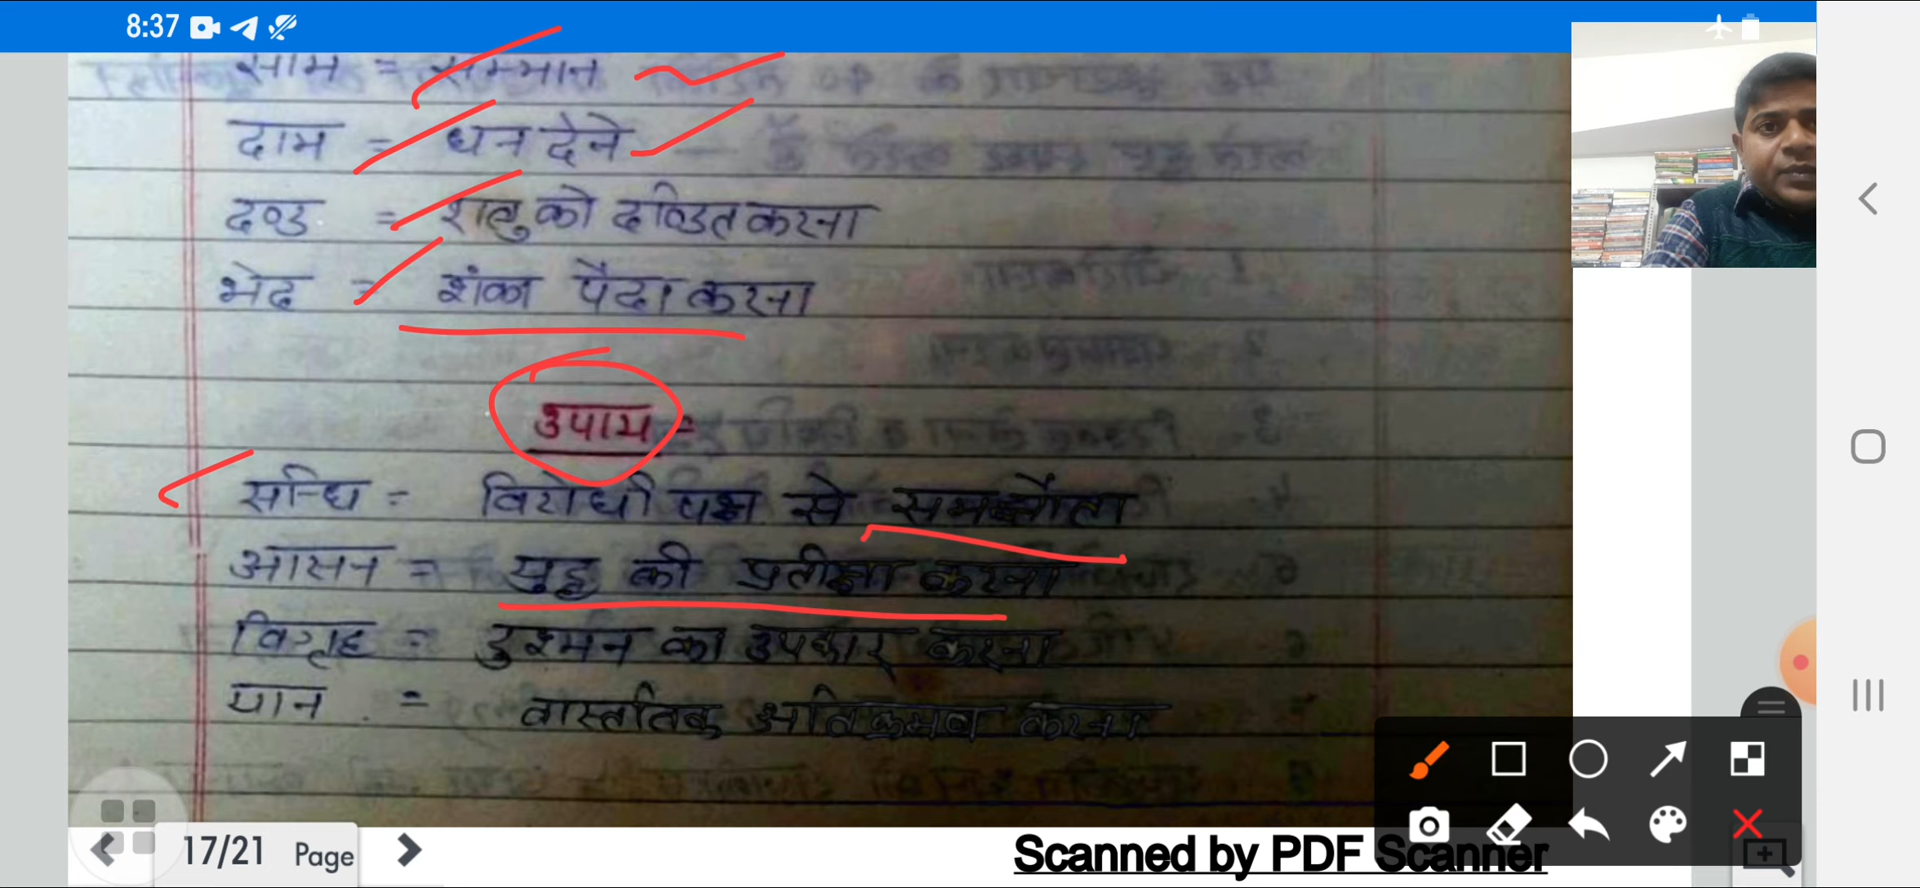 8:37
साम = सम्मान
दाम = धन देने
दण्ड = शत्रु को दण्डित करना
भेद = शंका पैदा करना
उपाय =
सन्धि = विरोधी पक्ष से समझौता
आसन = युद्ध की प्रतीक्षा करना
विग्रह = दुश्मन का उपकार करना
यान = वास्तविक अतिक्रमण करना
17/21 Page
Scanned by PDF Scanner